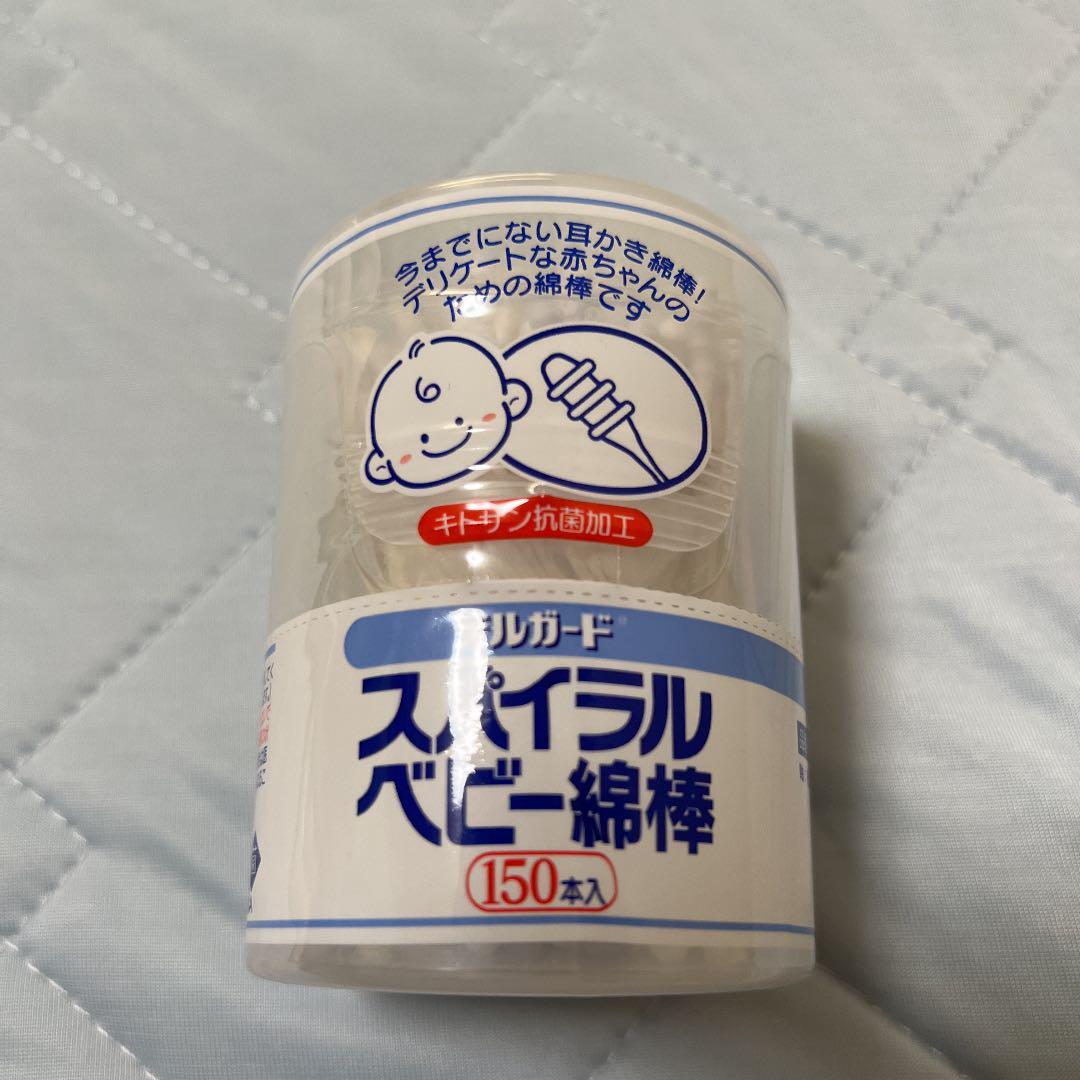 今までにない耳かき綿棒!
デリケートな赤ちゃんの
ための綿棒です
キトサン抗菌加工
ルガード
スパイラル
ベビー綿棒
150本入